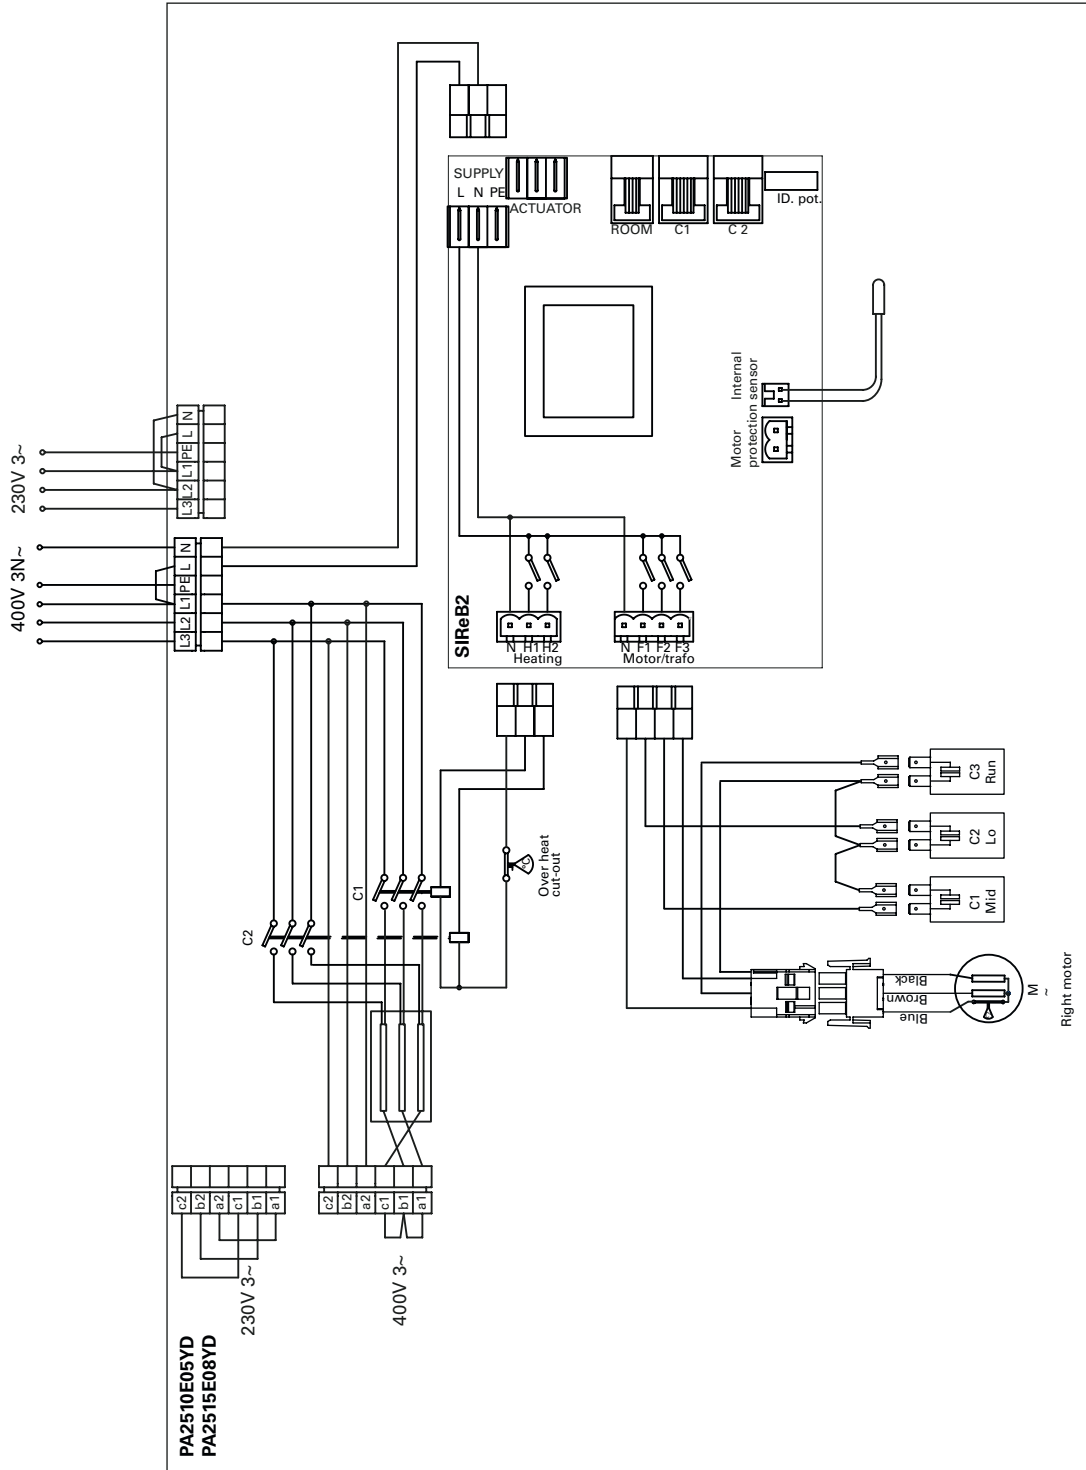 230V 3~
N
L
PE
L1
L2
L3
400V 3N~
N
L
PE
L1
L2
L3
SUPPLY
L N PE
ACTUATOR
ROOM
C1
C 2
ID. pot.
Motor
protection
Internal
sensor
SIReB2
N H1 H2
Heating
N F1 F2 F3
Motor/trafo
C1
C2
°C
Over heat
cut-out
C3
Run
C2
Lo
C1
Mid
Black
Brown
Blue
M
~
Right motor
c2
b2
a2
c1
b1
a1
230V 3~
c2
b2
a2
c1
b1
a1
400V 3~
PA2510E05YD
PA2515E08YD